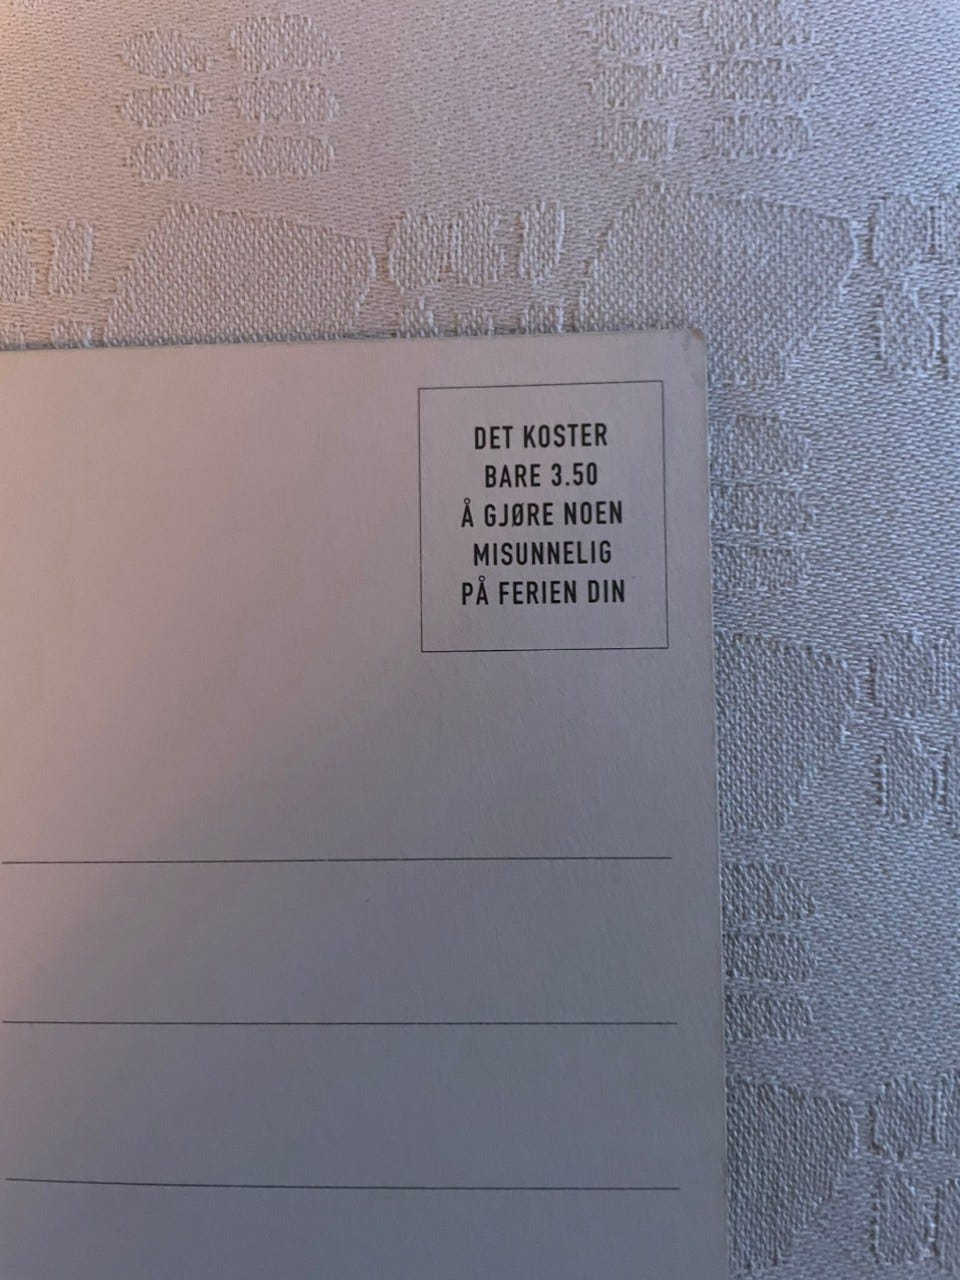 DET KOSTER
BARE 3.50
Å GJØRE NOEN
MISUNNELIG
PÅ FERIEN DIN